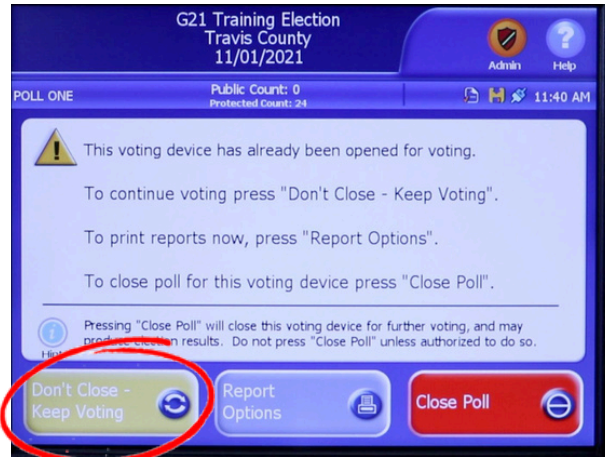 G21 Training Election
Travis County
11/01/2021
Admin
Help
POLL ONE
Public Count: 0
Protected Count: 24
11:40 AM
This voting device has already been opened for voting.
To continue voting press "Don't Close - Keep Voting".
To print reports now, press "Report Options".
To close poll for this voting device press "Close Poll".
Hint
Pressing "Close Poll" will close this voting device for further voting, and may
produce election results. Do not press "Close Poll" unless authorized to do so.
Don't Close -
Keep Voting
Report
Options
Close Poll